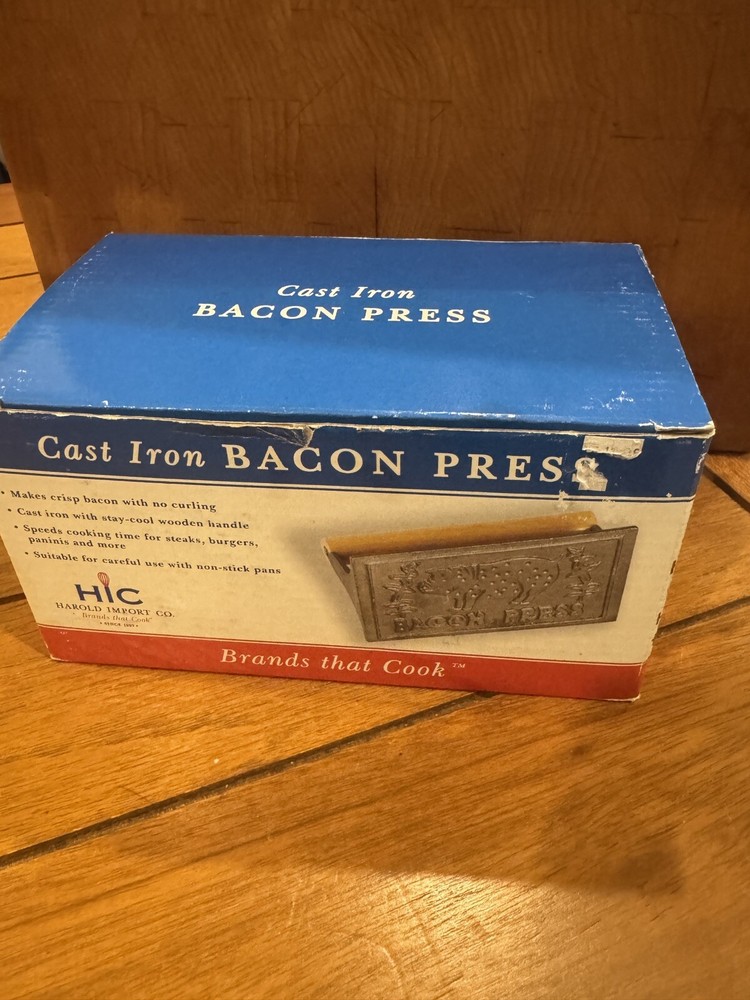 Cast Iron
BACON PRESS
Cast Iron BACON PRESS
• Makes crisp bacon with no curling
• Cast iron with stay-cool wooden handle
• Speeds cooking time for steaks, burgers,
paninis and more
• Suitable for careful use with non-stick pans
HIC
HAROLD IMPORT CO.
"Brands that Cook"
BACON PRESS
Brands that Cook™